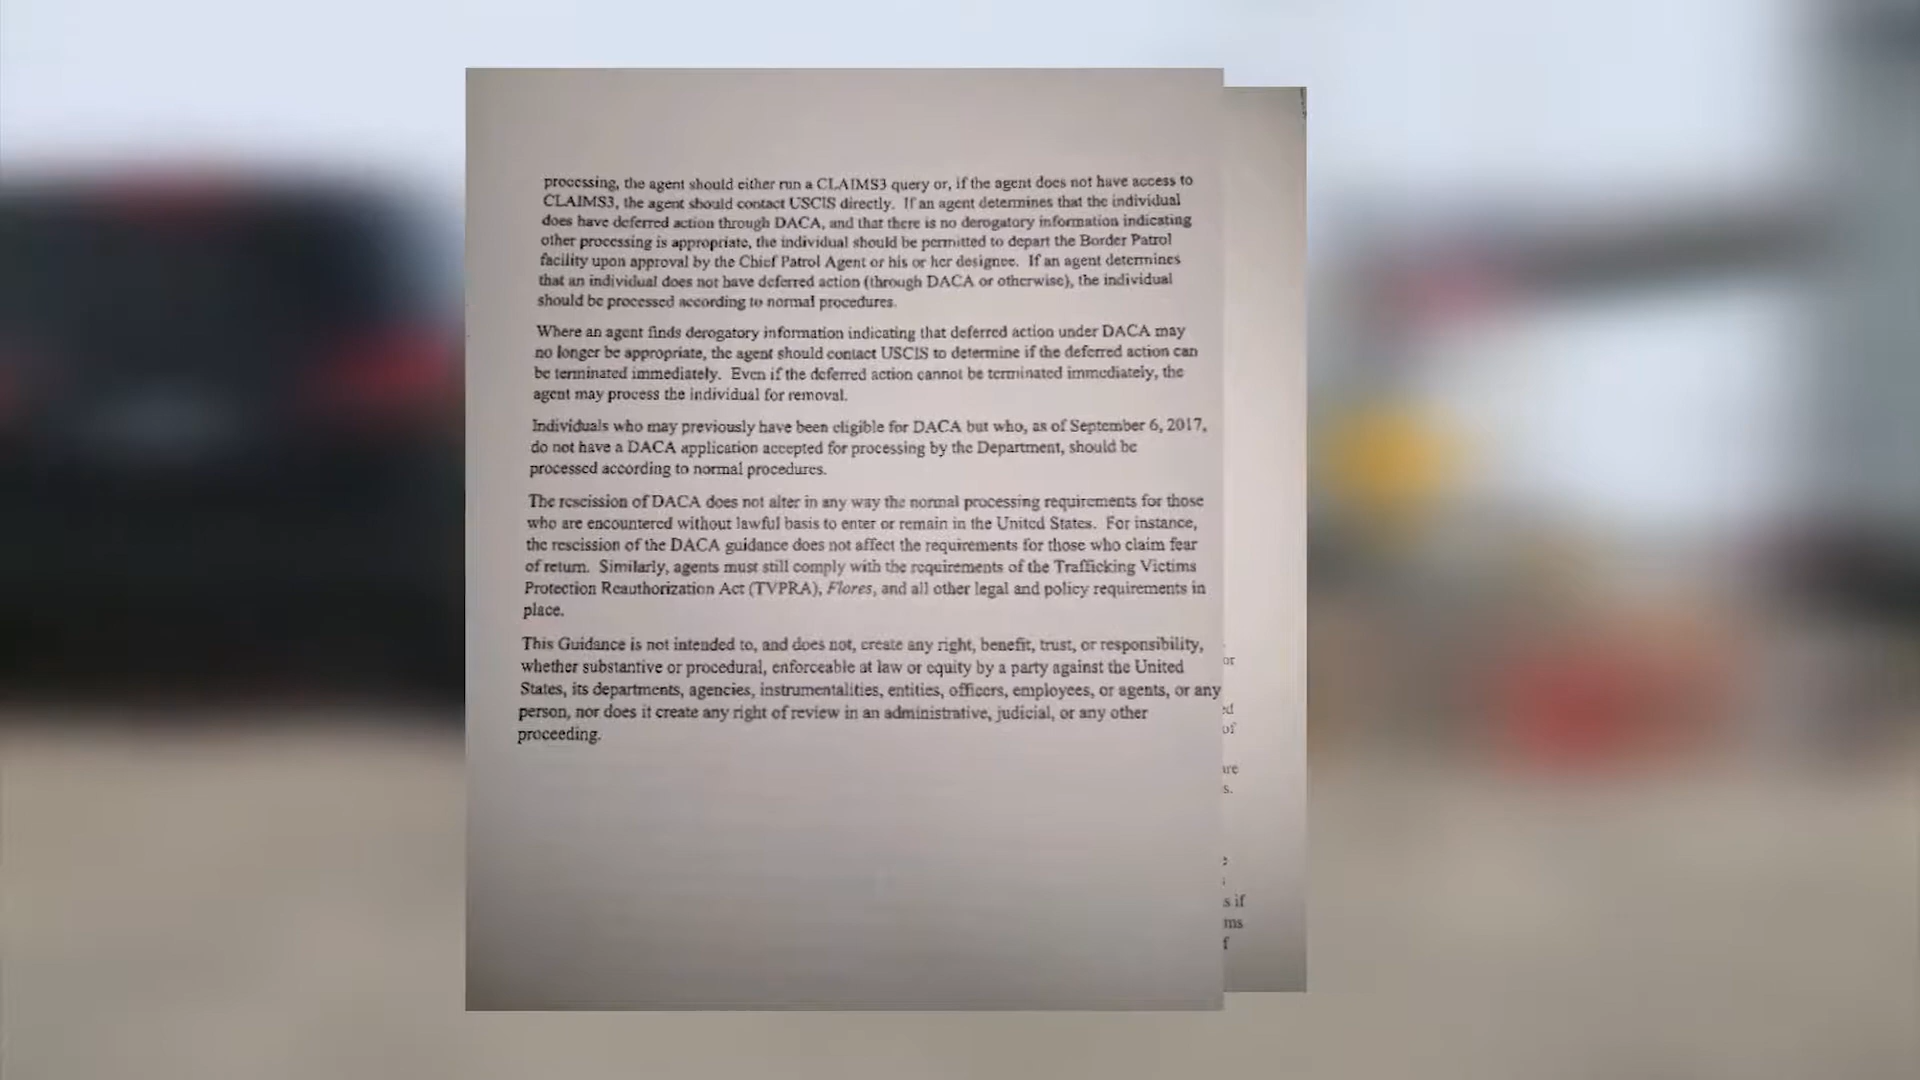 processing, the agent should either run a CLAIMS3 query or, if the agent does not have access to
CLAIMS3, the agent should contact USCIS directly. If an agent determines that the individual
does have deferred action through DACA, and that there is no derogatory information indicating
other processing is appropriate, the individual should be permitted to depart the Border Patrol
facility upon approval by the Chief Patrol Agent or his or her designee. If an agent determines
that an individual does not have deferred action (through DACA or otherwise), the individual
should be processed according to normal procedures.
Where an agent finds derogatory information indicating that deferred action under DACA may
no longer be appropriate, the agent should contact USCIS to determine if the deferred action can
be terminated immediately. Even if the deferred action cannot be terminated immediately, the
agent may process the individual for removal.
Individuals who may previously have been eligible for DACA but who, as of September 6, 2017,
do not have a DACA application accepted for processing by the Department, should be
processed according to normal procedures.
The rescission of DACA does not alter in any way the normal processing requirements for those
who are encountered without lawful basis to enter or remain in the United States. For instance,
the rescission of the DACA guidance does not affect the requirements for those who claim fear
of return. Similarly, agents must still comply with the requirements of the Trafficking Victims
Protection Reauthorization Act (TVPRA), Flores, and all other legal and policy requirements in
place.
This Guidance is not intended to, and does not, create any right, benefit, trust, or responsibility,
whether substantive or procedural, enforceable at law or equity by a party against the United
States, its departments, agencies, instrumentalities, entities, officers, employees, or agents, or any
person, nor does it create any right of review in an administrative, judicial, or any other
proceeding.
or
of
s.
s if